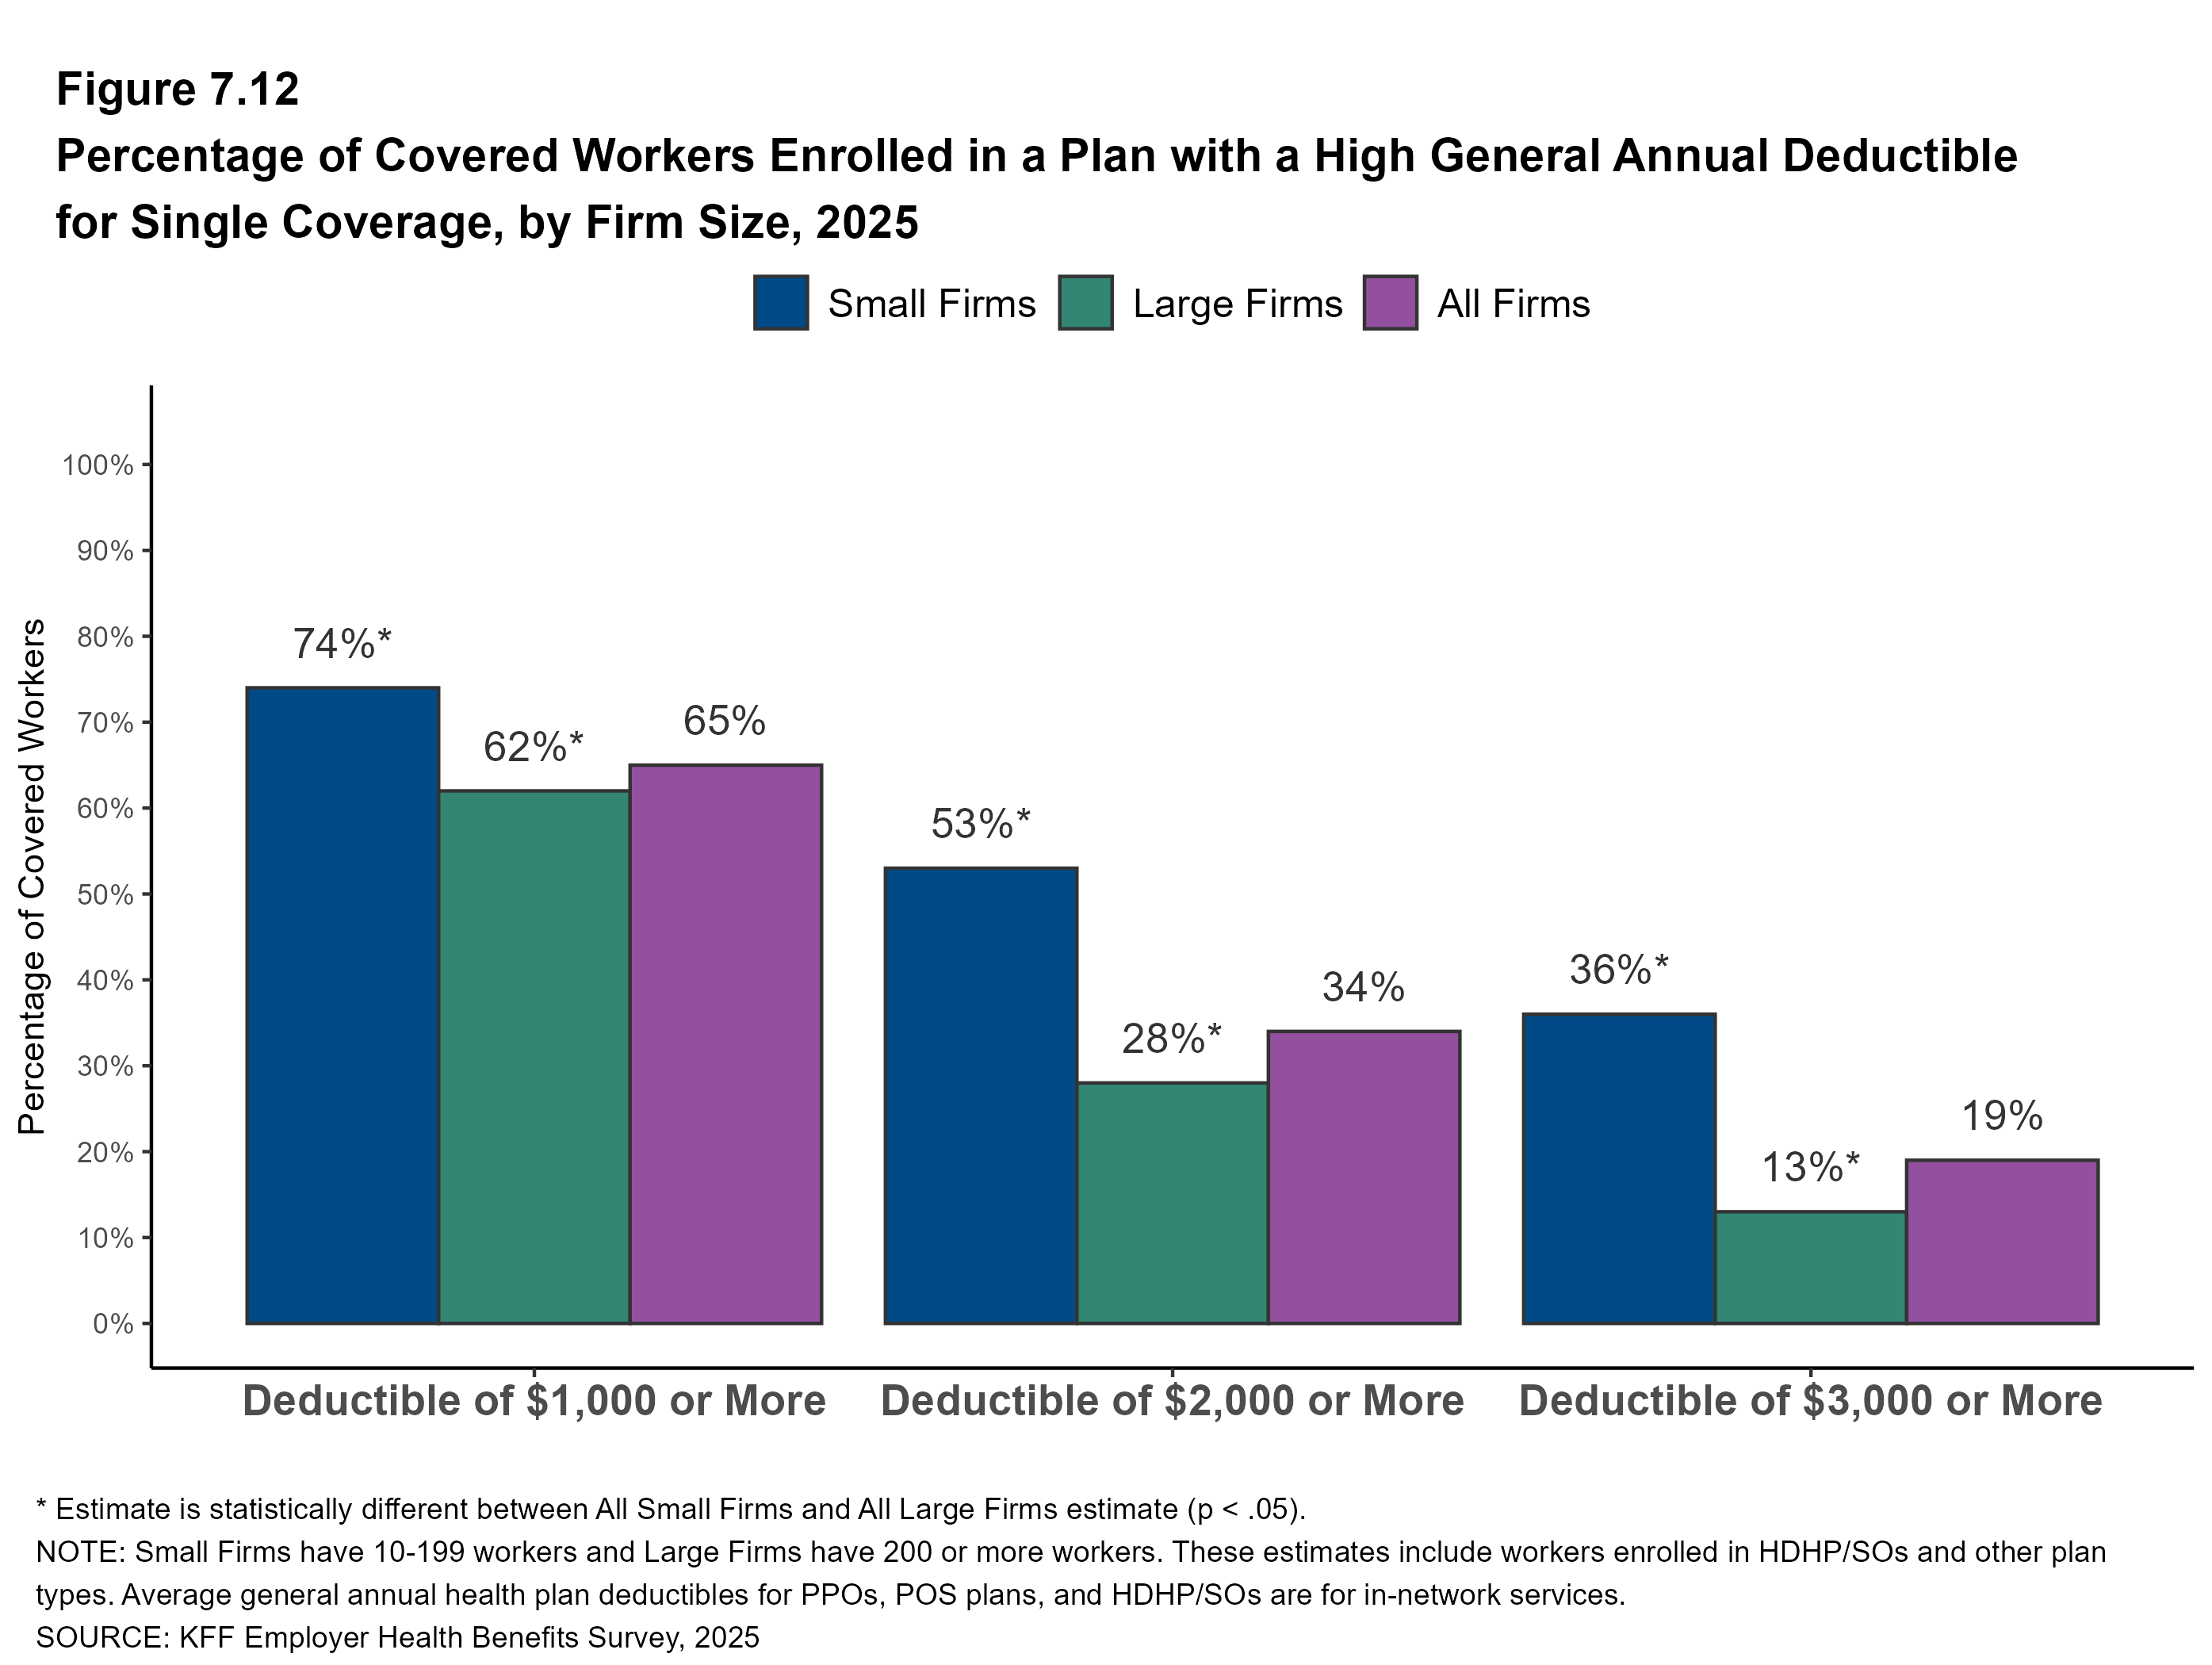 Figure 7.12
Percentage of Covered Workers Enrolled in a Plan with a High General Annual Deductible
for Single Coverage, by Firm Size, 2025
Small Firms
Large Firms
All Firms
Percentage of Covered Workers
100%
90%
80%
70%
60%
50%
40%
30%
20%
10%
0%
74%*
62%*
65%
53%*
28%*
34%
36%*
13%*
19%
Deductible of $1,000 or More
Deductible of $2,000 or More
Deductible of $3,000 or More
* Estimate is statistically different between All Small Firms and All Large Firms estimate (p < .05).
NOTE: Small Firms have 10-199 workers and Large Firms have 200 or more workers. These estimates include workers enrolled in HDHP/SOs and other plan
types. Average general annual health plan deductibles for PPOs, POS plans, and HDHP/SOs are for in-network services.
SOURCE: KFF Employer Health Benefits Survey, 2025